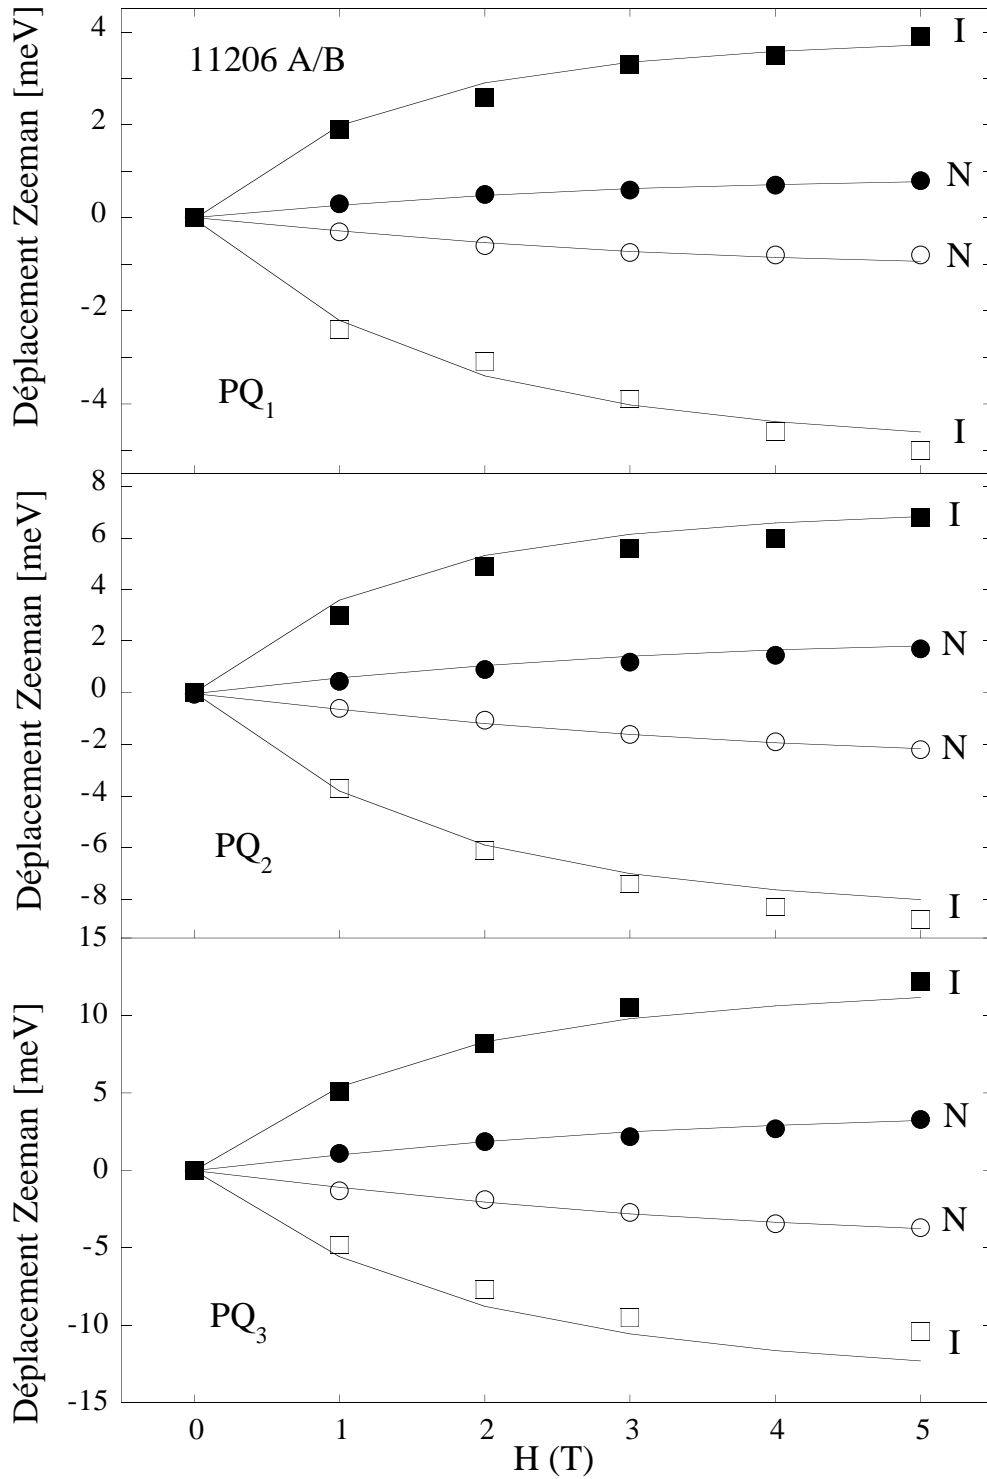 4
I
11206 A/B
2
N
0
N
-2
PQ1
-4
I
Déplacement Zeeman [meV]
8
I
6
4
2
N
0
-2
N
-4
PQ2
-6
-8
I
Déplacement Zeeman [meV]
15
I
10
5
N
0
N
-5
PQ3
-10
I
-15
Déplacement Zeeman [meV]
0 1 2 3 4 5
H (T)